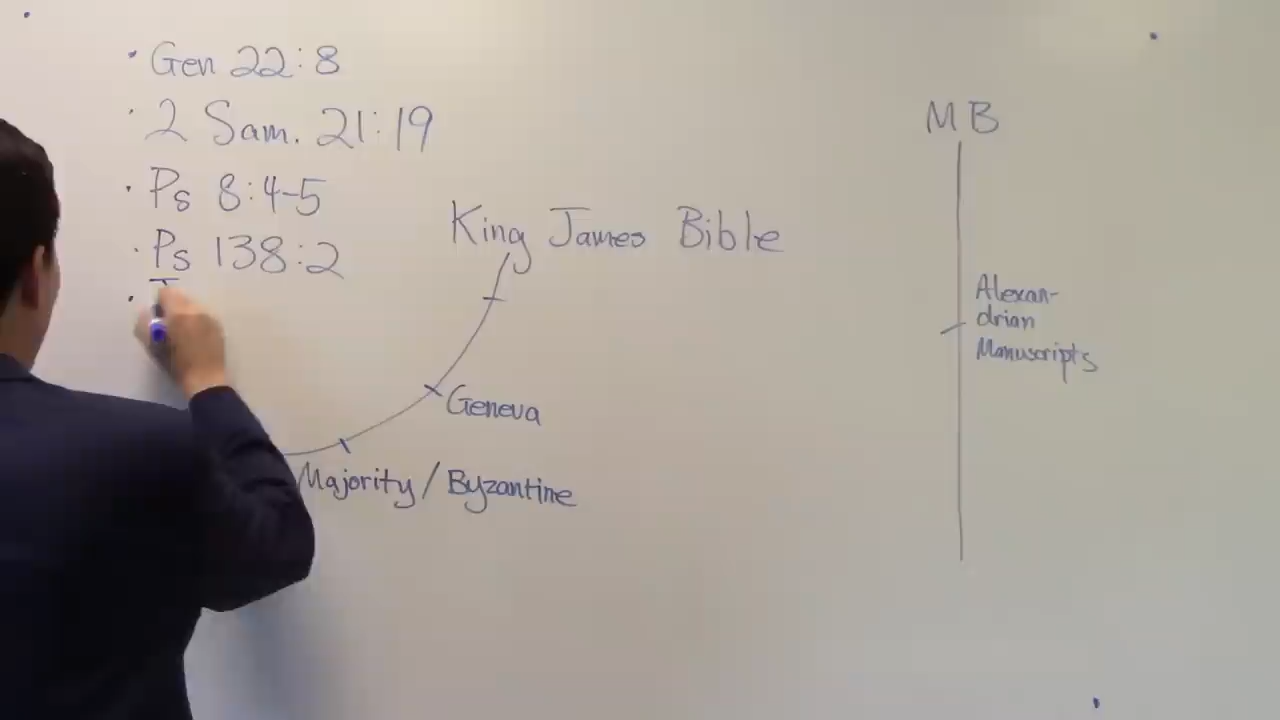 • Gen 22:8
• 2 Sam. 21:19
• Ps 8:4-5
• Ps 138:2
•
King James Bible
Geneva
Majority / Byzantine
MB
Alexan-
drian
Manuscripts